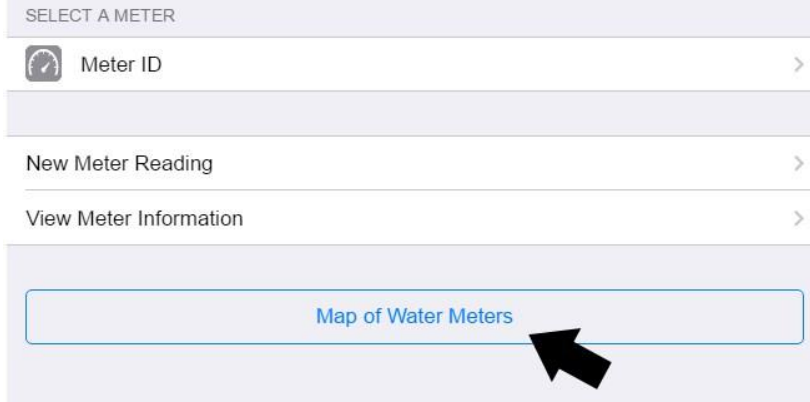 SELECT A METER
Meter ID
New Meter Reading
View Meter Information
Map of Water Meters